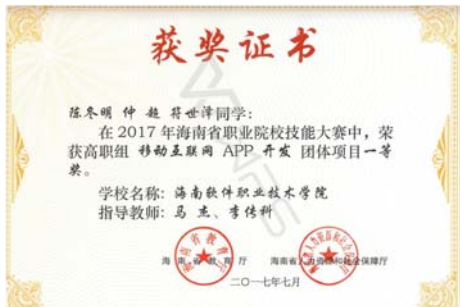 获奖证书
陈冬明 仲超 符世泽同学:
在 2017 年海南省职业院校技能大赛中，荣
获高职组 移动互联网 APP 开发 团体项目一等
奖。
学校名称: 海南软件职业技术学院
指导教师: 马杰、李传科
海南省教育厅 海南省人力资源和社会保障厅
二〇一七年七月